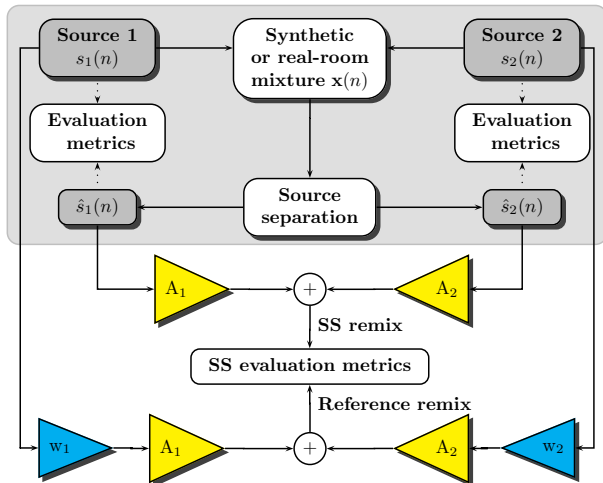 Source 1
s₁(n)
Synthetic
or real-room
mixture x(n)
Source 2
s₂(n)
Evaluation
metrics
Evaluation
metrics
ŝ₁(n)
Source
separation
ŝ₂(n)
A₁
+
A₂
SS remix
SS evaluation metrics
Reference remix
w₁
A₁
+
A₂
w₂